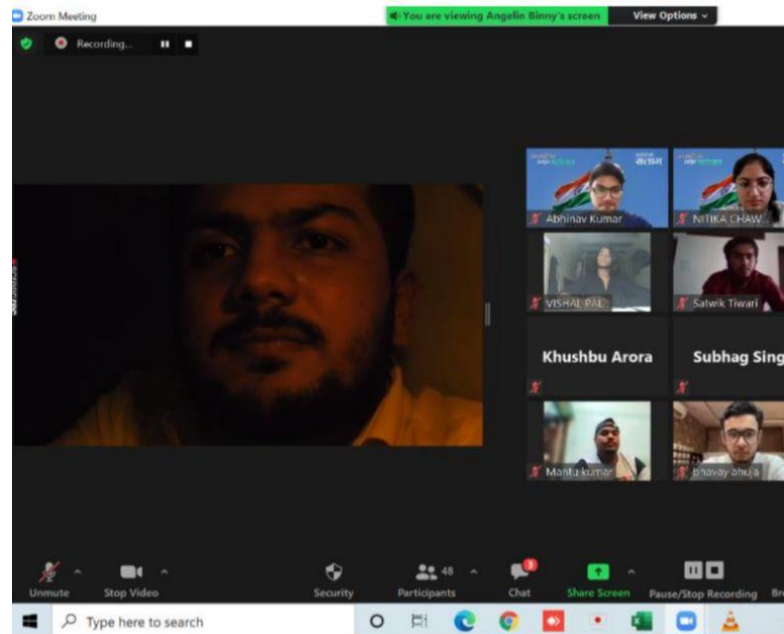 Zoom Meeting
You are viewing Angelin Binny's screen
View Options
Recording...
Abhinav Kumar
NITIKA CHAW...
VISHAL PAL
Satwik Tiwari
Khushbu Arora
Subhag Sing
Mantu kumar
bhavay ahuja
Unmute
Stop Video
Security
48
Participants
3
Chat
Share Screen
Pause/Stop Recording
Bre
Type here to search